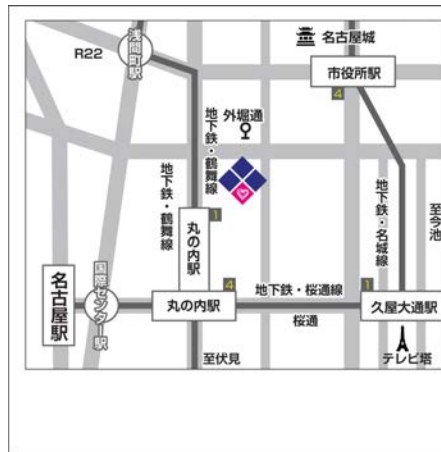 名古屋城
R22
浅間町駅
市役所駅
4
外堀通
地下鉄・鶴舞線
地下鉄・鶴舞線
地下鉄・名城線
至今池
1
丸の内駅
名古屋駅
国際センター駅
4
丸の内駅
地下鉄・桜通線
桜通
1
久屋大通駅
テレビ塔
至伏見